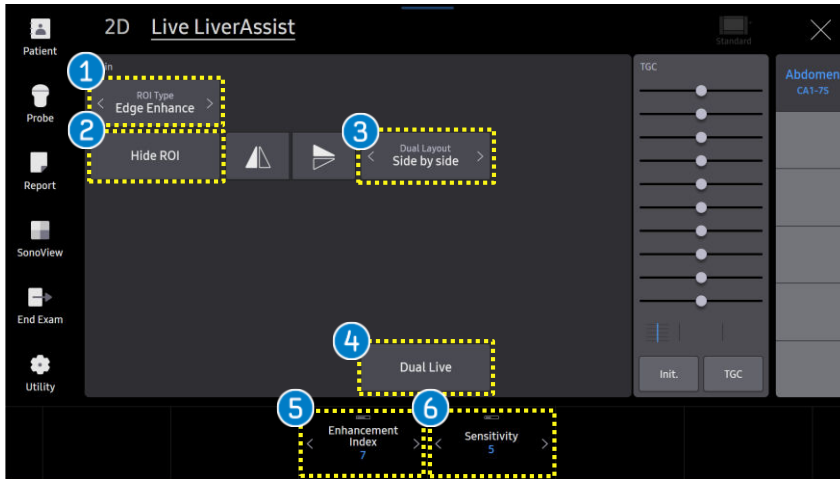 2D
Live LiverAssist
Standard
Patient
Probe
Report
SonoView
End Exam
Utility
1
ROI Type
Edge Enhance
2
Hide ROI
3
Dual Layout
Side by side
4
Dual Live
5
Enhancement
Index
7
6
Sensitivity
5
TGC
Init.
TGC
Abdomen
CA1-7S